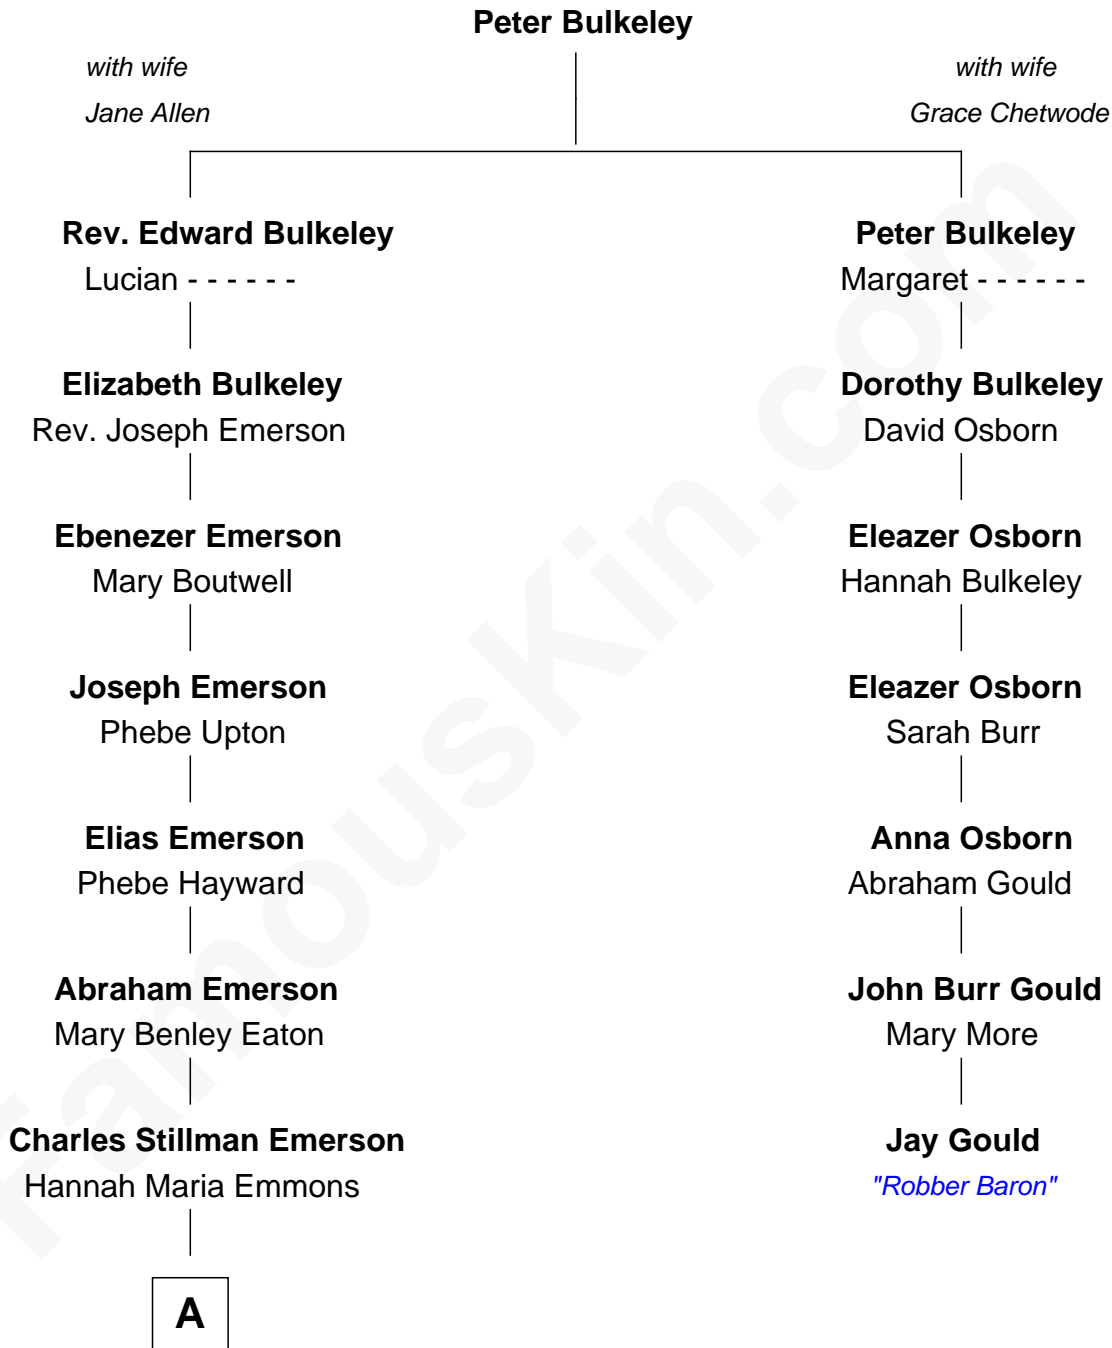 Peter Bulkeley
with wife
Jane Allen
with wife
Grace Chetwode
Rev. Edward Bulkeley
Lucian - - - - - -
Peter Bulkeley
Margaret - - - - - -
Elizabeth Bulkeley
Rev. Joseph Emerson
Dorothy Bulkeley
David Osborn
Ebenezer Emerson
Mary Boutwell
Eleazer Osborn
Hannah Bulkeley
Joseph Emerson
Phebe Upton
Eleazer Osborn
Sarah Burr
Elias Emerson
Phebe Hayward
Anna Osborn
Abraham Gould
Abraham Emerson
Mary Benley Eaton
John Burr Gould
Mary More
Charles Stillman Emerson
Hannah Maria Emmons
Jay Gould
"Robber Baron"
A
FamousKin.com